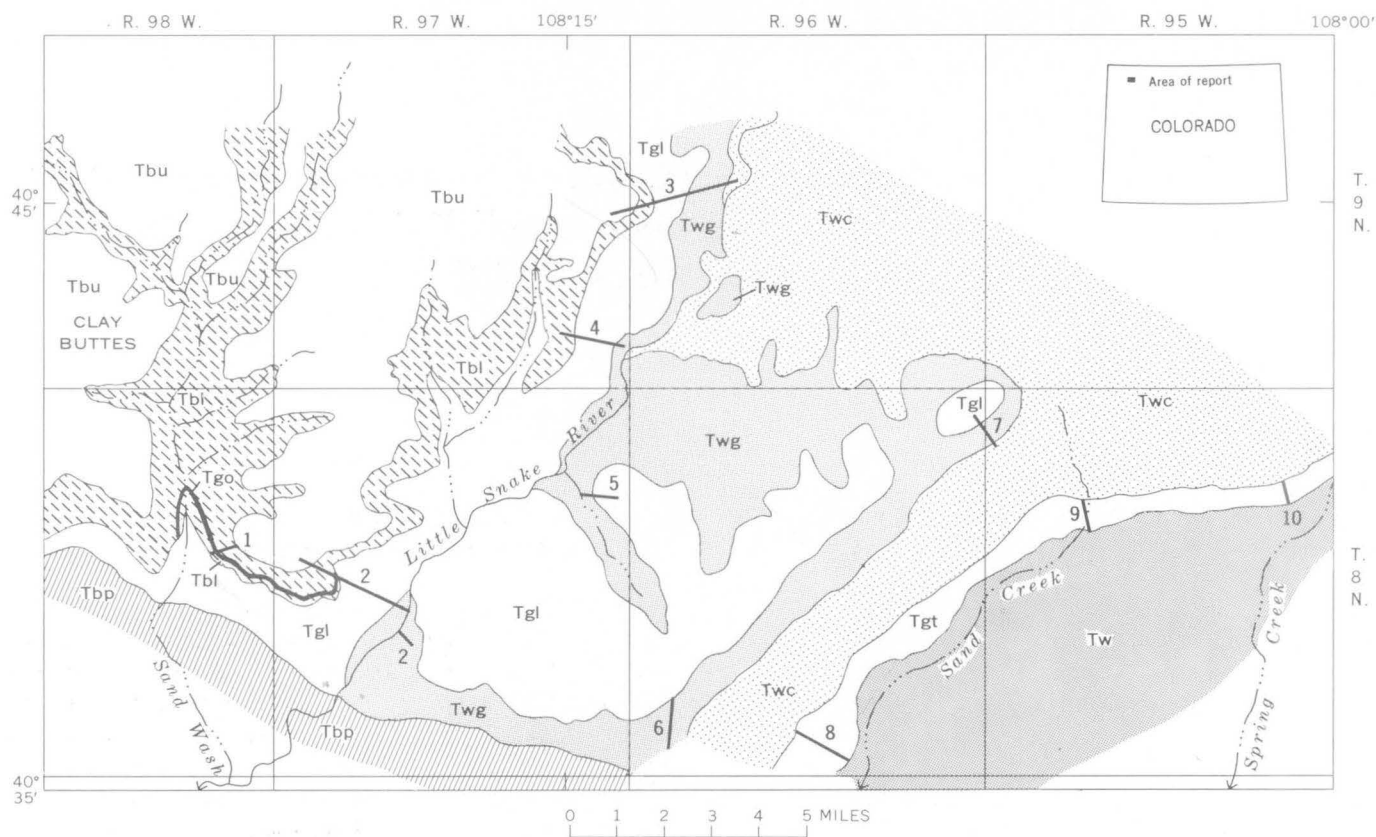 R. 98 W. R. 97 W. 108°15′ R. 96 W. R. 95 W. 108°00′
Area of report
COLORADO
40°
45′
T.
9
N.
Tbu
Tbu
Tgl
3
Twg
Twc
Tbu
Tbu
CLAY
BUTTES
Twg
4
Tbl
Tbi
Tgl
7
Twc
Twg
Little Snake River
Tgo
5
9
10
1
2
Tbl
T.
8
N.
Tbp
Tgl
Tgl
2
Tgt
Sand Creek
Tw
Spring Creek
Sand Wash
Twg
Tbp
6
Twc
8
40°
35′
0 1 2 3 4 5 MILES